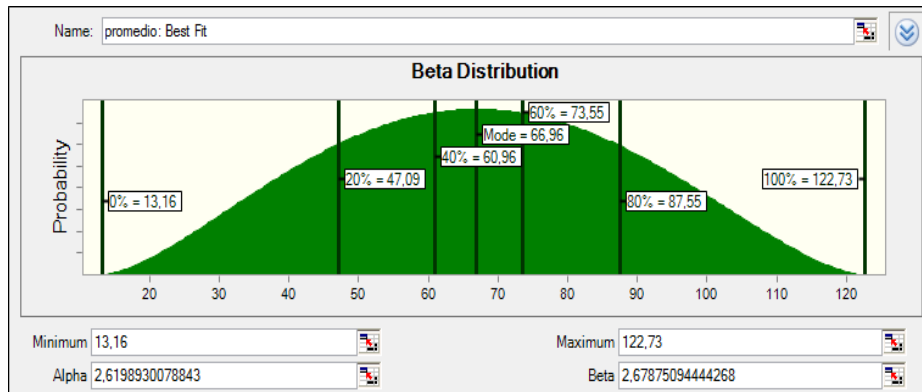 Name: promedio: Best Fit
Beta Distribution
Probability
60% = 73,55
Mode = 66,96
40% = 60,96
20% = 47,09
100% = 122,73
0% = 13,16
80% = 87,55
20 30 40 50 60 70 80 90 100 110 120
Minimum 13,16 Maximum 122,73
Alpha 2,6198930078843 Beta 2,67875094444268